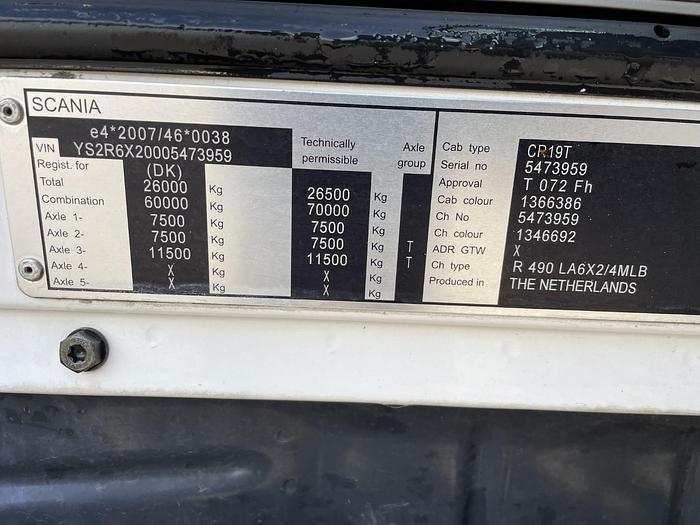 SCANIA
e4*2007/46*0038
VIN YS2R6X20005473959
Regist. for (DK) Technically permissible Axle group
Total 26000 Kg 26500 Kg
Combination 60000 Kg 70000 Kg
Axle 1- 7500 Kg 7500 Kg
Axle 2- 7500 Kg 7500 Kg T
Axle 3- 11500 Kg 11500 Kg T
Axle 4- X Kg X Kg
Axle 5- X Kg X Kg
Cab type CR19T
Serial no 5473959
Approval T 072 Fh
Cab colour 1366386
Ch No 5473959
Ch colour 1346692
ADR GTW X
Ch type R 490 LA6X2/4MLB
Produced in THE NETHERLANDS